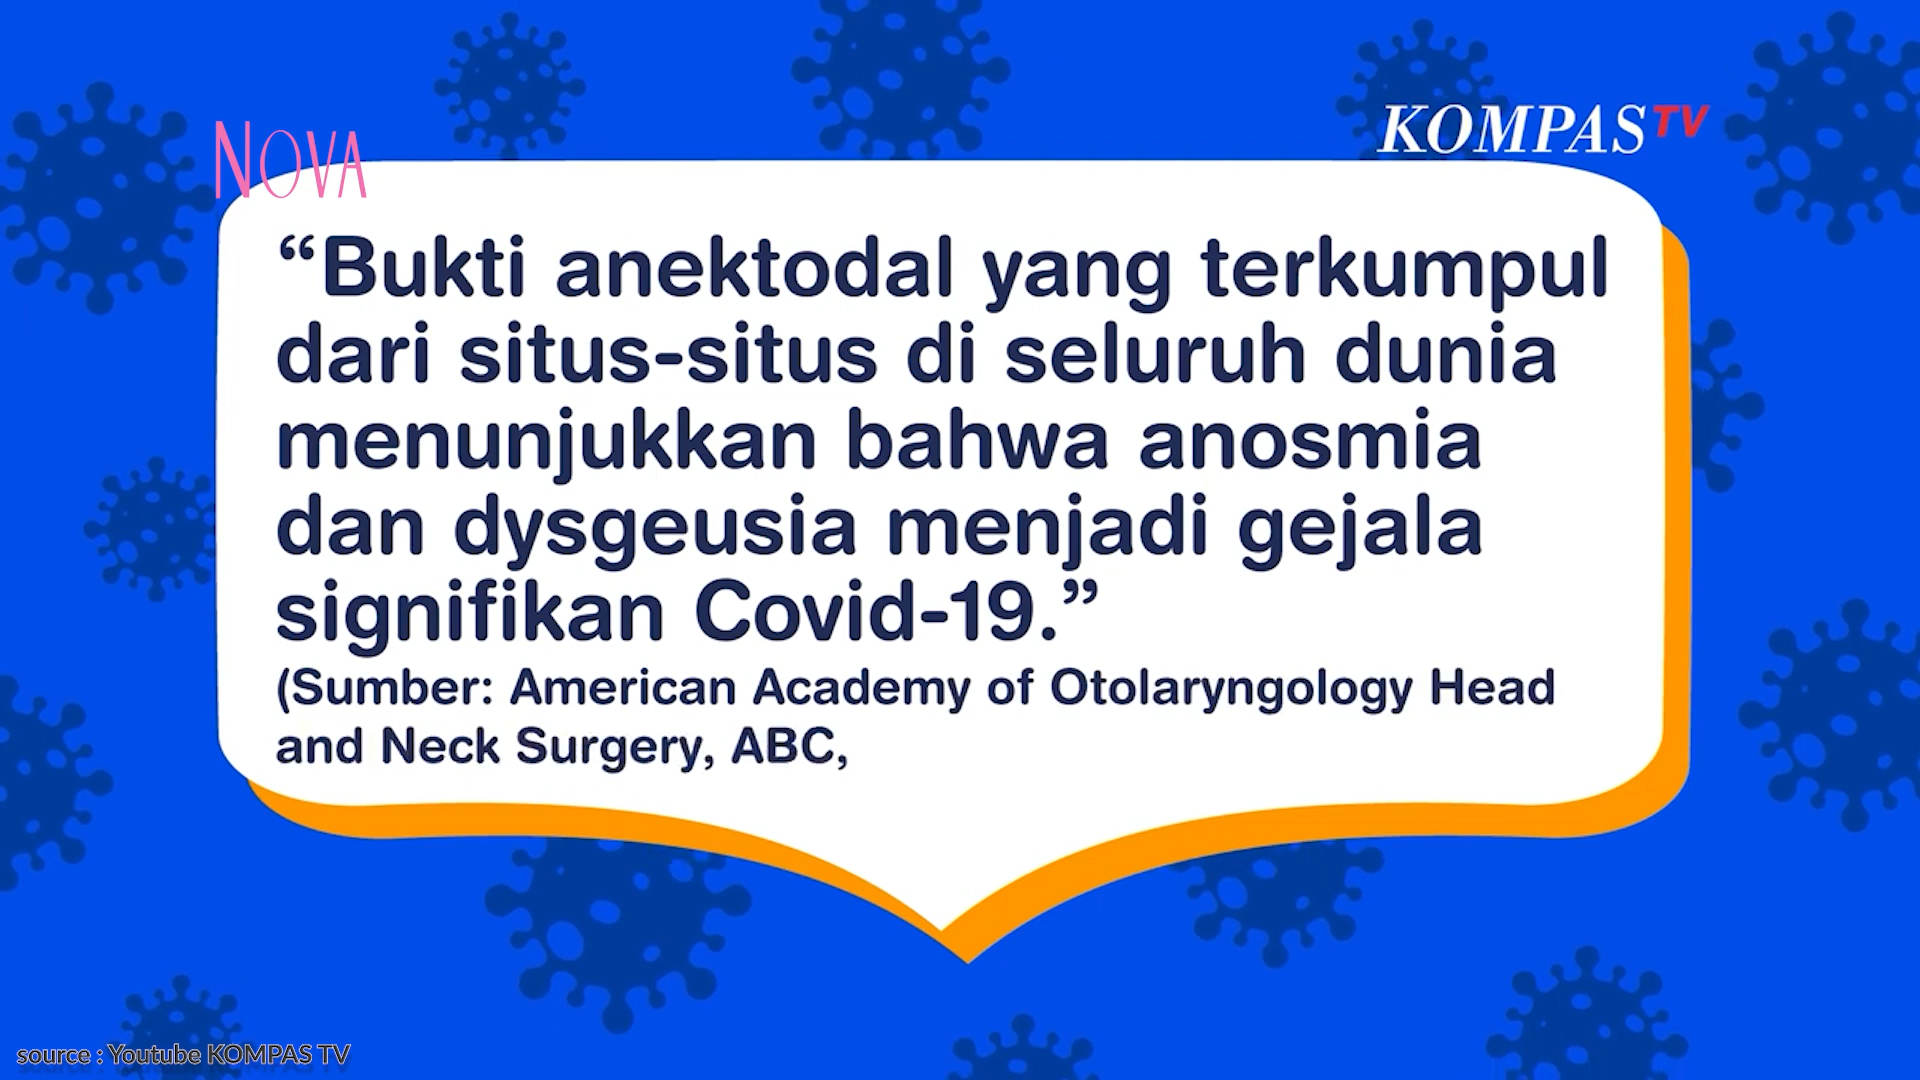 NOVA
KOMPASTV
“Bukti anektodal yang terkumpul
dari situs-situs di seluruh dunia
menunjukkan bahwa anosmia
dan dysgeusia menjadi gejala
signifikan Covid-19.”
(Sumber: American Academy of Otolaryngology Head
and Neck Surgery, ABC,
source : Youtube KOMPAS TV